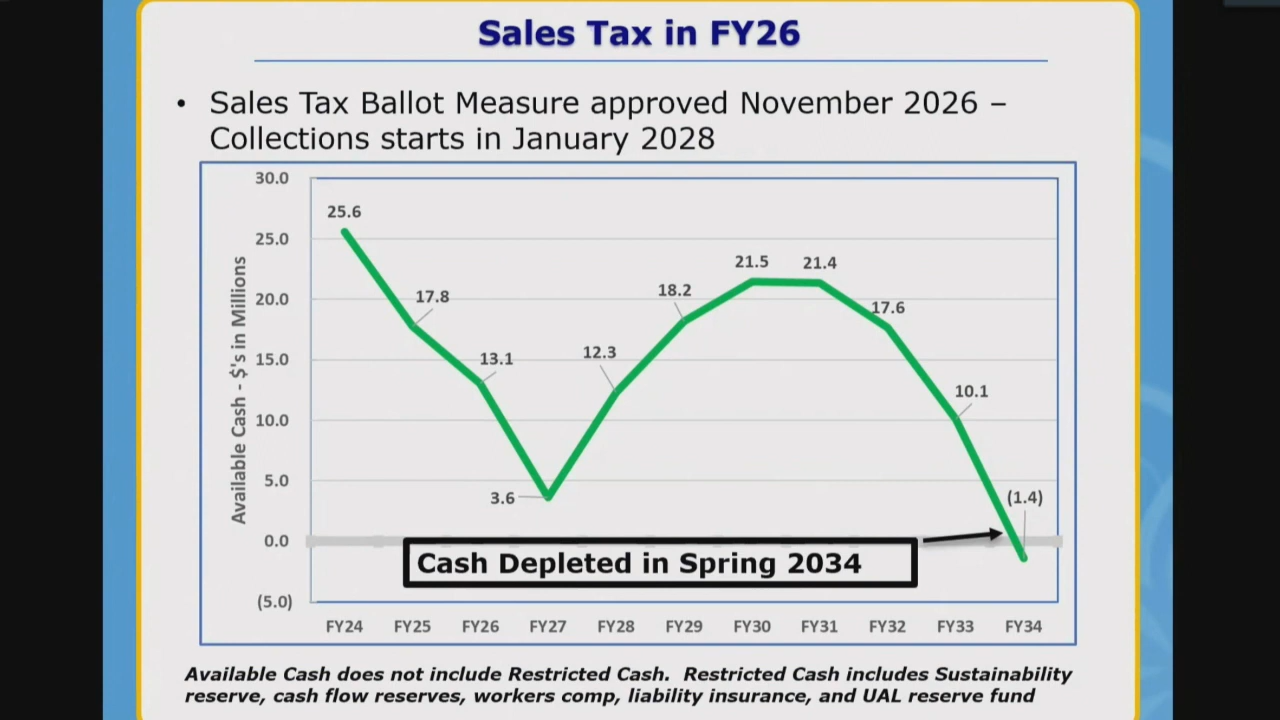 Sales Tax in FY26
• Sales Tax Ballot Measure approved November 2026 –
Collections starts in January 2028
Available Cash - $'s in Millions
30.0
25.0
20.0
15.0
10.0
5.0
0.0
(5.0)
25.6
17.8
13.1
3.6
12.3
18.2
21.5
21.4
17.6
10.1
(1.4)
Cash Depleted in Spring 2034
FY24 FY25 FY26 FY27 FY28 FY29 FY30 FY31 FY32 FY33 FY34
Available Cash does not include Restricted Cash. Restricted Cash includes Sustainability
reserve, cash flow reserves, workers comp, liability insurance, and UAL reserve fund